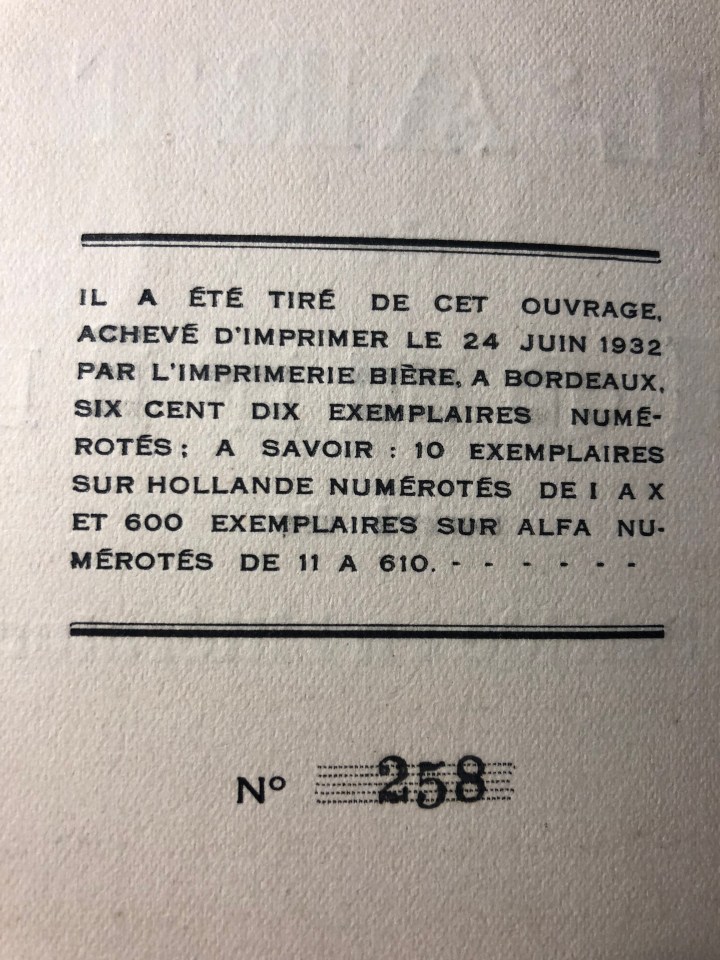 IL A ÉTÉ TIRÉ DE CET OUVRAGE,
ACHEVÉ D'IMPRIMER LE 24 JUIN 1932
PAR L'IMPRIMERIE BIÈRE, A BORDEAUX,
SIX CENT DIX EXEMPLAIRES NUMÉ-
ROTÉS ; A SAVOIR : 10 EXEMPLAIRES
SUR HOLLANDE NUMÉROTÉS DE I A X
ET 600 EXEMPLAIRES SUR ALFA NU-
MÉROTÉS DE 11 A 610. - - - - - -
Nº 258